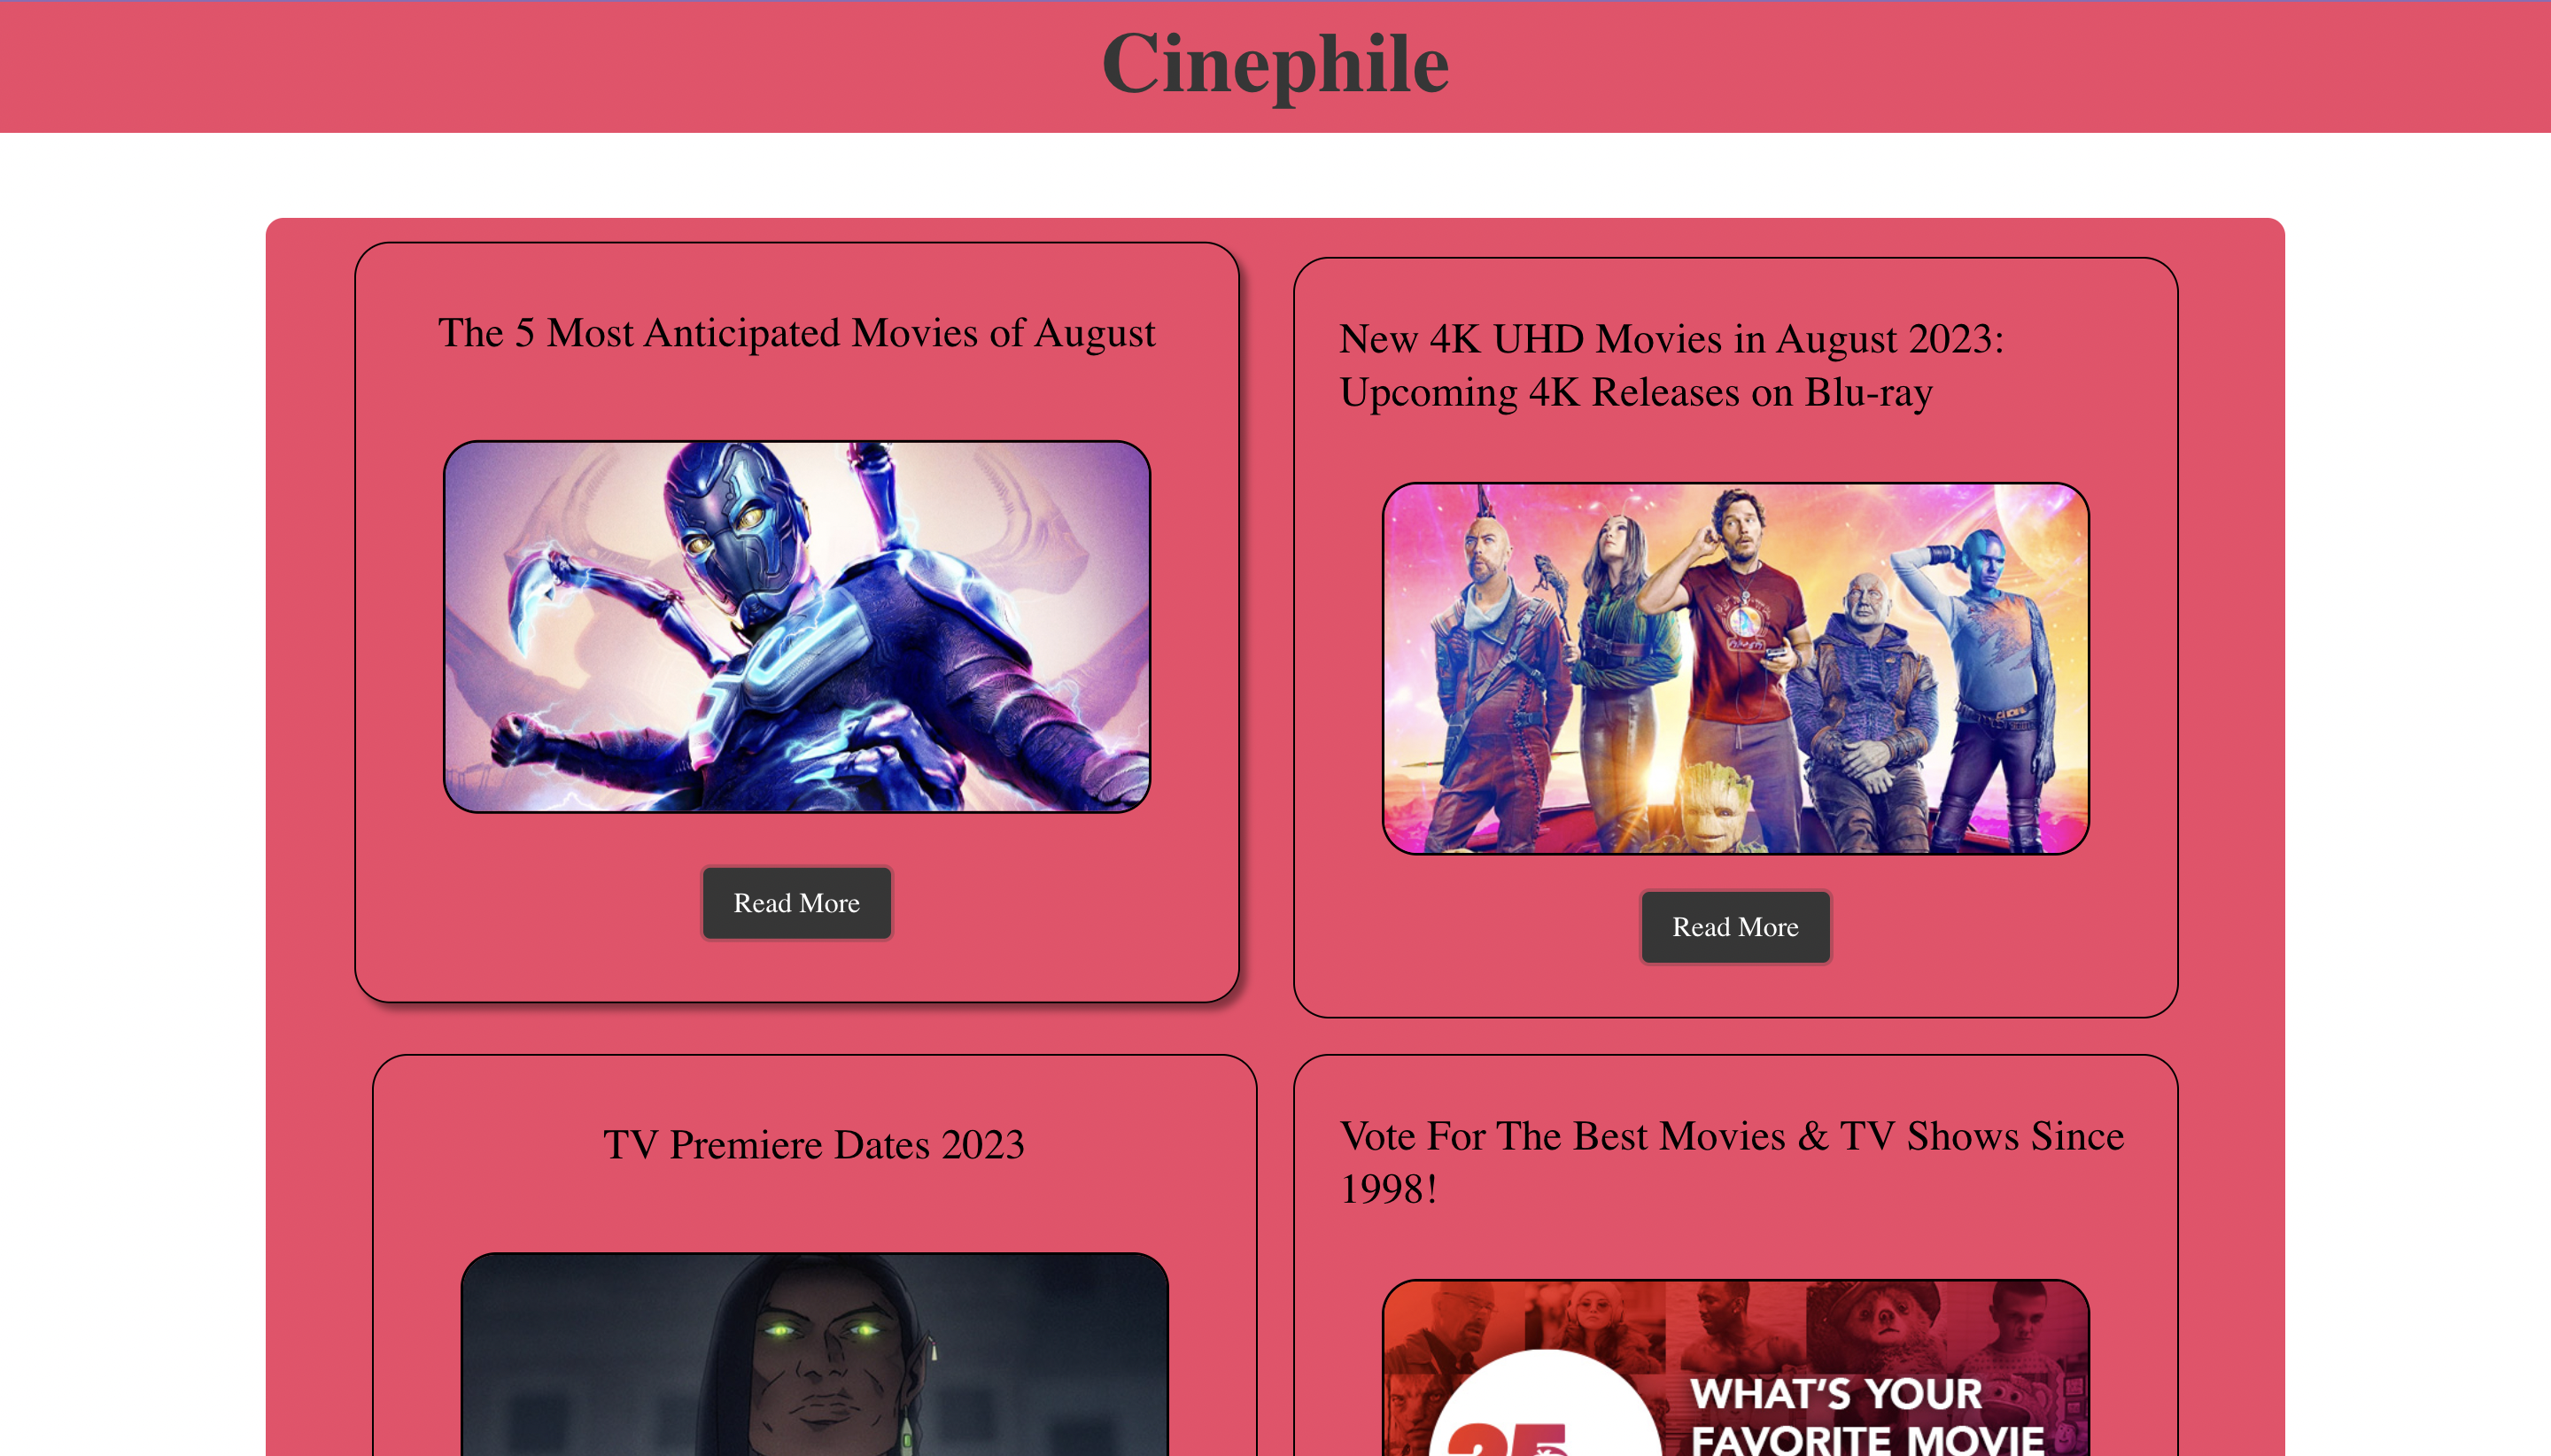 Cinephile
The 5 Most Anticipated Movies of August
New 4K UHD Movies in August 2023:
Upcoming 4K Releases on Blu-ray
Read More
Read More
TV Premiere Dates 2023
Vote For The Best Movies & TV Shows Since
1998!
25
WHAT'S YOUR
FAVORITE MOVIE